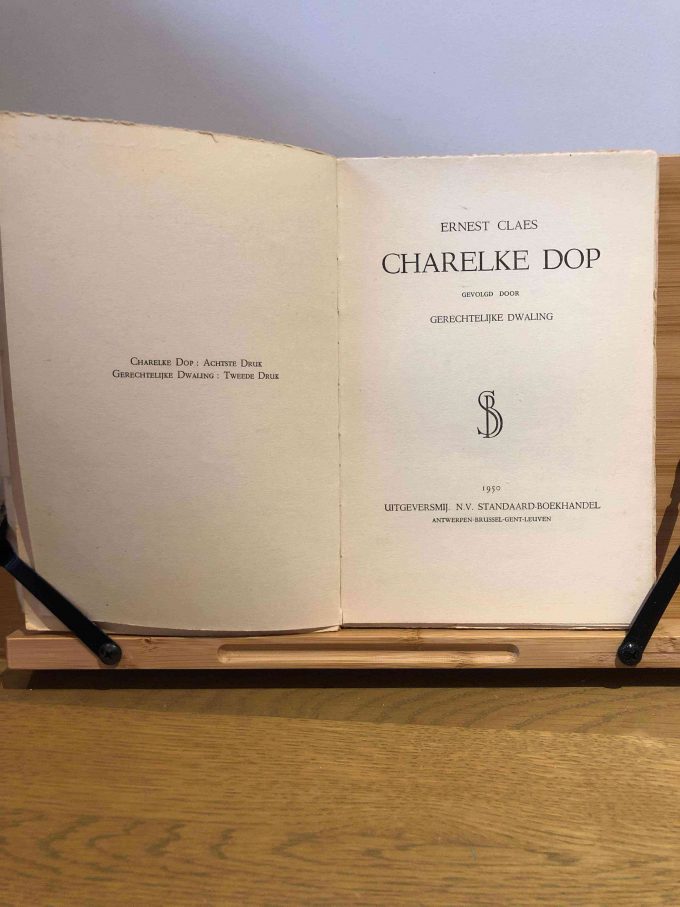 Charelke Dop : Achtste Druk
Gerechtelijke Dwaling : Tweede Druk
ERNEST CLAES
CHARELKE DOP
GEVOLGD DOOR
GERECHTELIJKE DWALING
SB
1950
UITGEVERSMIJ. N.V. STANDAARD-BOEKHANDEL
ANTWERPEN-BRUSSEL-GENT-LEUVEN